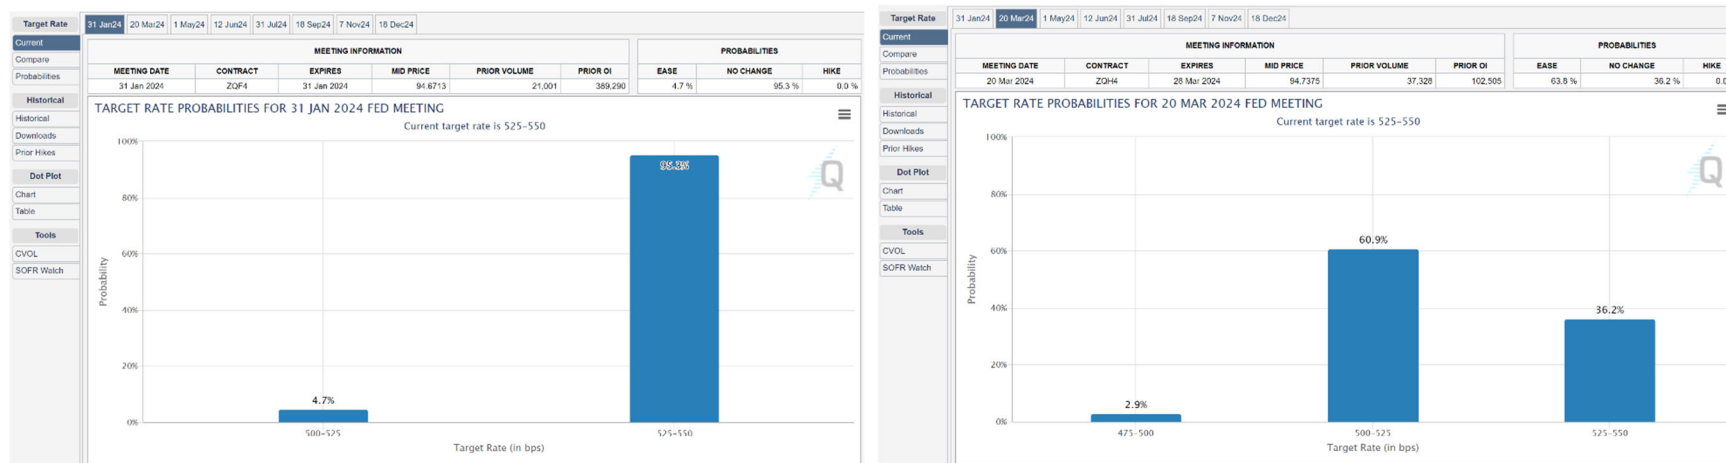 Target Rate
Current
Compare
Probabilities
Historical
Historical
Downloads
Prior Hikes
Dot Plot
Chart
Table
Tools
CVOL
SOFR Watch
31 Jan24 20 Mar24 1 May24 12 Jun24 31 Jul24 18 Sep24 7 Nov24 18 Dec24
MEETING INFORMATION PROBABILITIES
MEETING DATE CONTRACT EXPIRES MID PRICE PRIOR VOLUME PRIOR OI EASE NO CHANGE HIKE
31 Jan 2024 ZQF4 31 Jan 2024 94.6713 21,001 389,290 4.7 % 95.3 % 0.0 %
TARGET RATE PROBABILITIES FOR 31 JAN 2024 FED MEETING
Current target rate is 525-550
Q
Probability
100%
80%
60%
40%
20%
0%
4.7%
95.3%
500-525 525-550
Target Rate (in bps)
Target Rate
Current
Compare
Probabilities
Historical
Historical
Downloads
Prior Hikes
Dot Plot
Chart
Table
Tools
CVOL
SOFR Watch
31 Jan24 20 Mar24 1 May24 12 Jun24 31 Jul24 18 Sep24 7 Nov24 18 Dec24
MEETING INFORMATION PROBABILITIES
MEETING DATE CONTRACT EXPIRES MID PRICE PRIOR VOLUME PRIOR OI EASE NO CHANGE HIKE
20 Mar 2024 ZQH4 28 Mar 2024 94.7375 37,328 102,505 63.8 % 36.2 % 0.0
TARGET RATE PROBABILITIES FOR 20 MAR 2024 FED MEETING
Current target rate is 525-550
Q
Probability
100%
80%
60%
40%
20%
0%
2.9%
60.9%
36.2%
475-500 500-525 525-550
Target Rate (in bps)